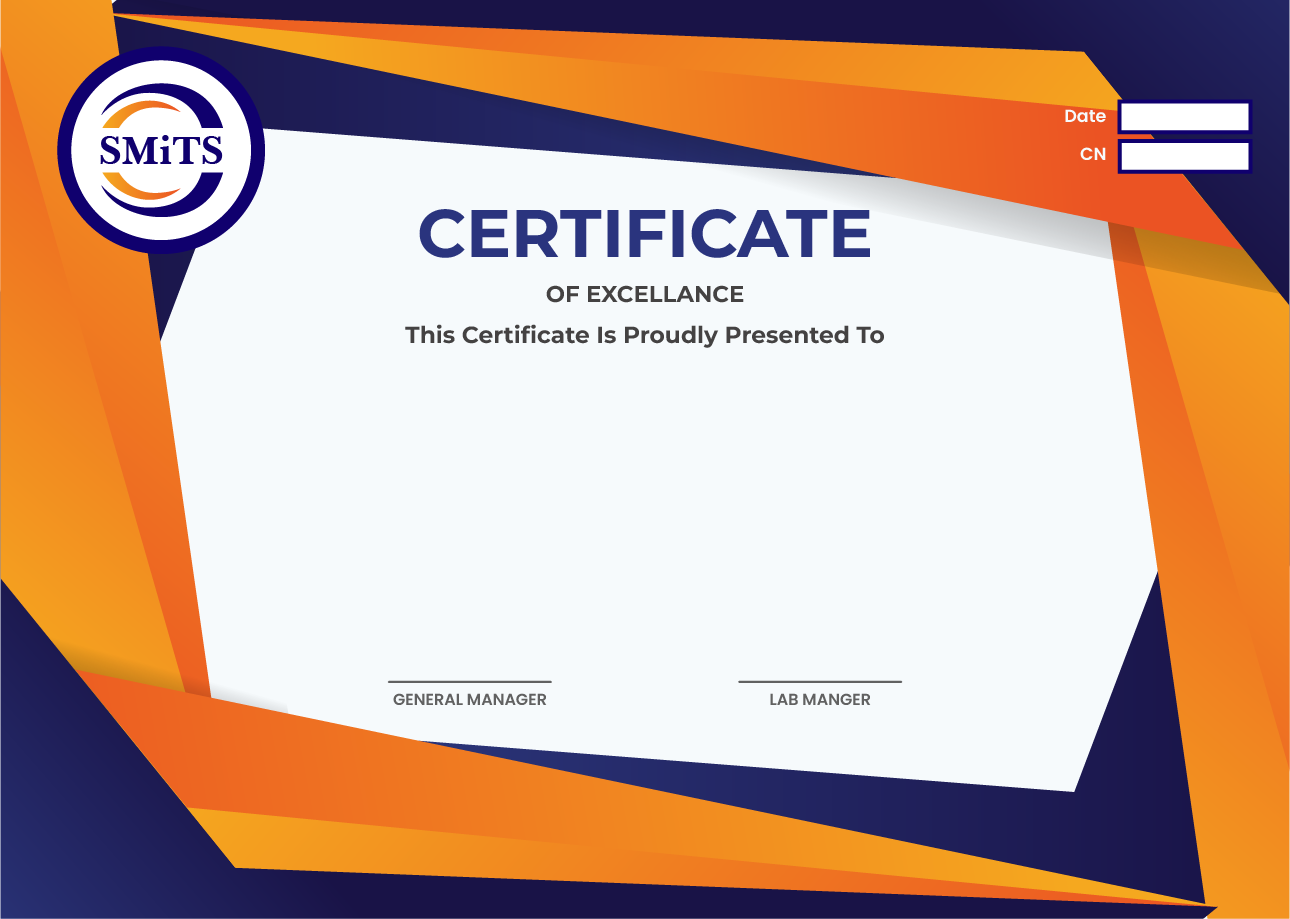 SMiTS
Date
CN
CERTIFICATE
OF EXCELLANCE
This Certificate Is Proudly Presented To
GENERAL MANAGER
LAB MANGER